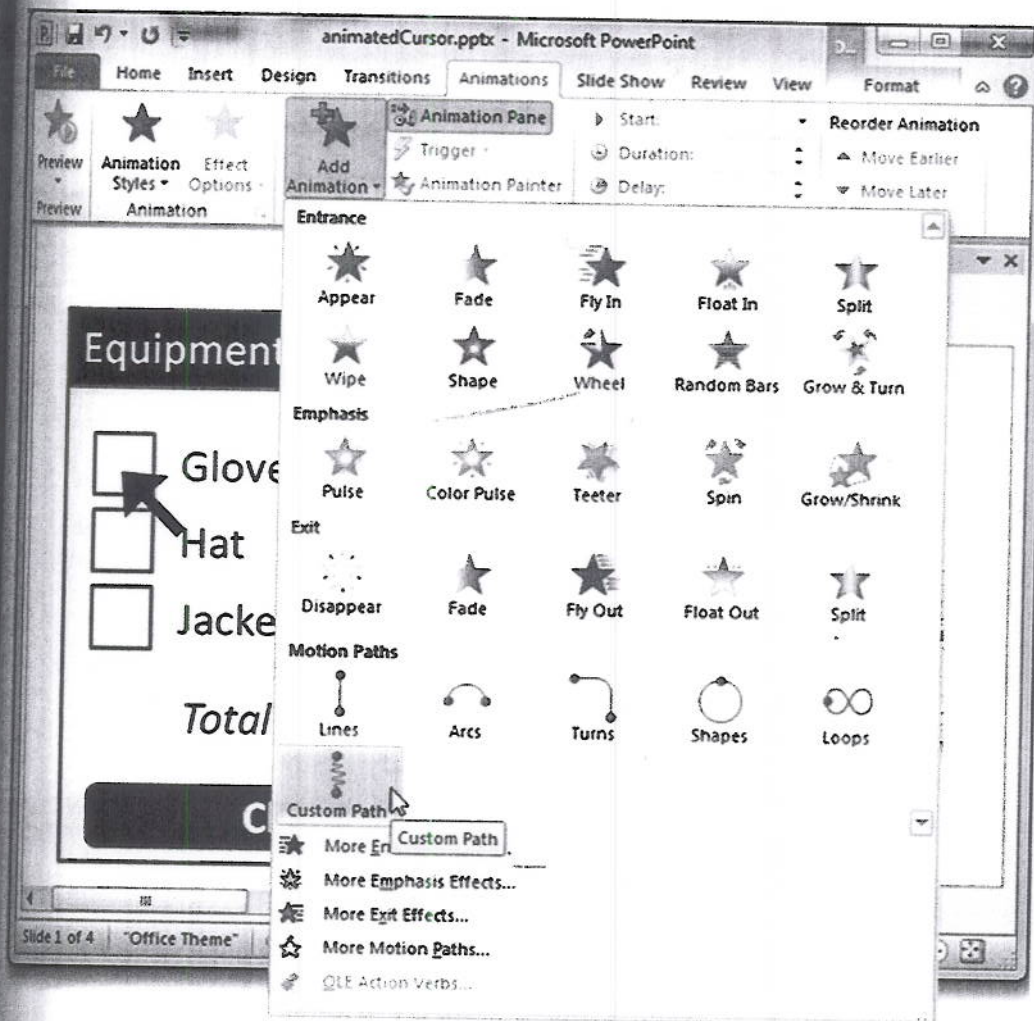 animatedCursor.pptx - Microsoft PowerPoint
File Home Insert Design Transitions Animations Slide Show Review View Format
Preview
Animation Styles
Effect Options
Add Animation
Animation Pane
Trigger
Animation Painter
Start:
Duration:
Delay:
Reorder Animation
Move Earlier
Move Later
Preview
Animation
Entrance
Appear Fade Fly In Float In Split
Wipe Shape Wheel Random Bars Grow & Turn
Emphasis
Pulse Color Pulse Teeter Spin Grow/Shrink
Exit
Disappear Fade Fly Out Float Out Split
Motion Paths
Lines Arcs Turns Shapes Loops
Custom Path
Custom Path
More En
More Emphasis Effects...
More Exit Effects...
More Motion Paths...
OLE Action Verbs...
Equipment
Glove
Hat
Jacke
Total
Slide 1 of 4 "Office Theme"